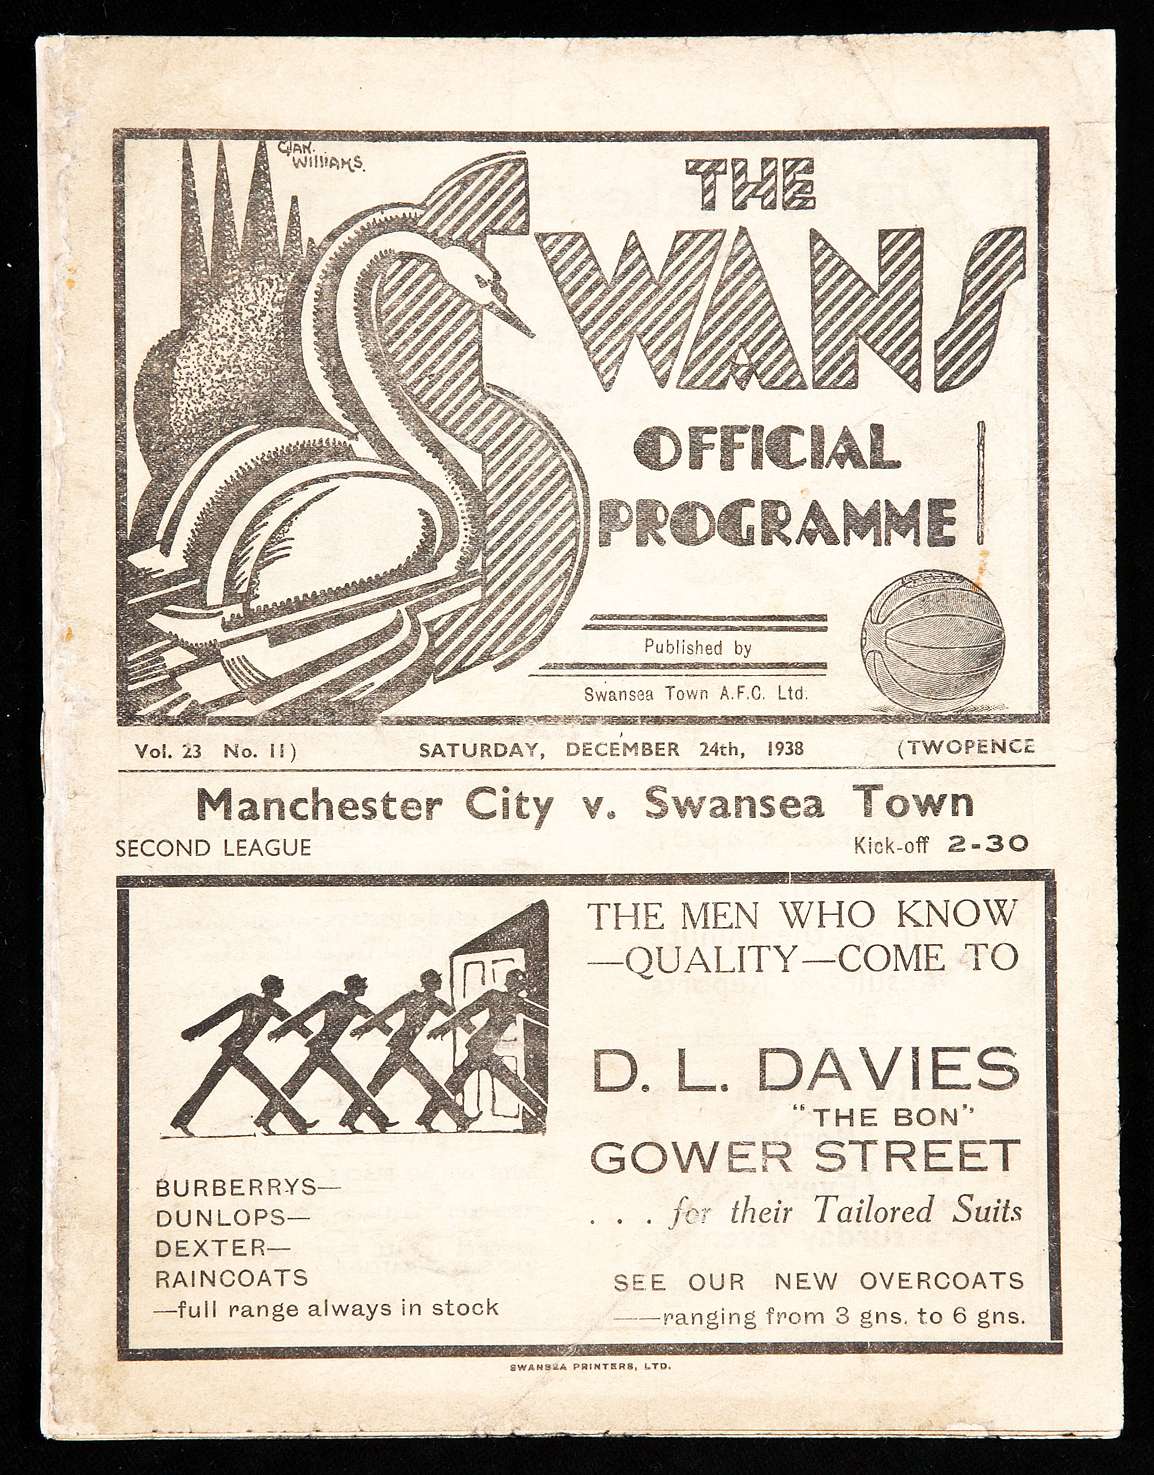 Cyan.
Williams.
THE
SWANS
OFFICIAL
PROGRAMME
Published by
Swansea Town A.F.C. Ltd.
Vol. 23 No. 11) SATURDAY, DECEMBER 24th, 1938 (TWOPENCE
Manchester City v. Swansea Town
SECOND LEAGUE Kick-off 2-30
THE MEN WHO KNOW
—QUALITY—COME TO
D. L. DAVIES
"THE BON"
GOWER STREET
. . . for their Tailored Suits
BURBERRYS—
DUNLOPS—
DEXTER—
RAINCOATS
—full range always in stock
SEE OUR NEW OVERCOATS
——ranging from 3 gns. to 6 gns.
SWANSEA PRINTERS, LTD.